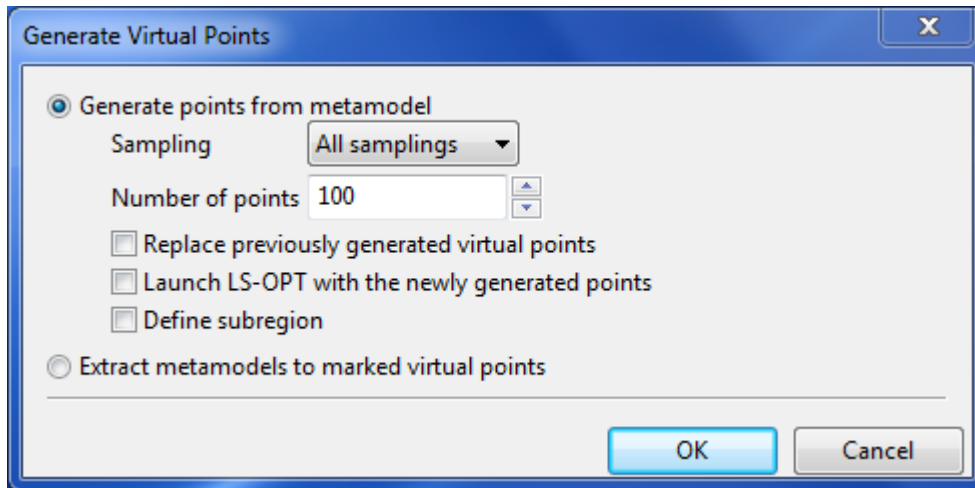 Generate Virtual Points
Generate points from metamodel
Sampling All samplings
Number of points 100
Replace previously generated virtual points
Launch LS-OPT with the newly generated points
Define subregion
Extract metamodels to marked virtual points
OK Cancel